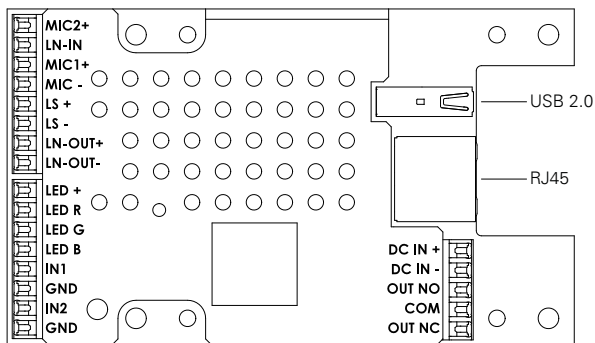 MIC2+
LN-IN
MIC1+
MIC -
LS +
LS -
LN-OUT+
LN-OUT-
LED +
LED R
LED G
LED B
IN1
GND
IN2
GND
USB 2.0
RJ45
DC IN +
DC IN -
OUT NO
COM
OUT NC